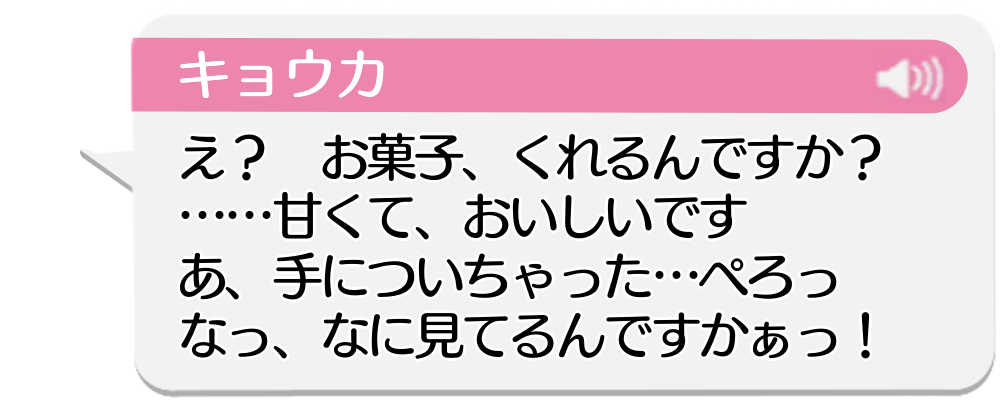 キョウカ
え？　お菓子、くれるんですか？
……甘くて、おいしいです
あ、手についちゃった…ぺろっ
なっ、なに見てるんですかぁっ！